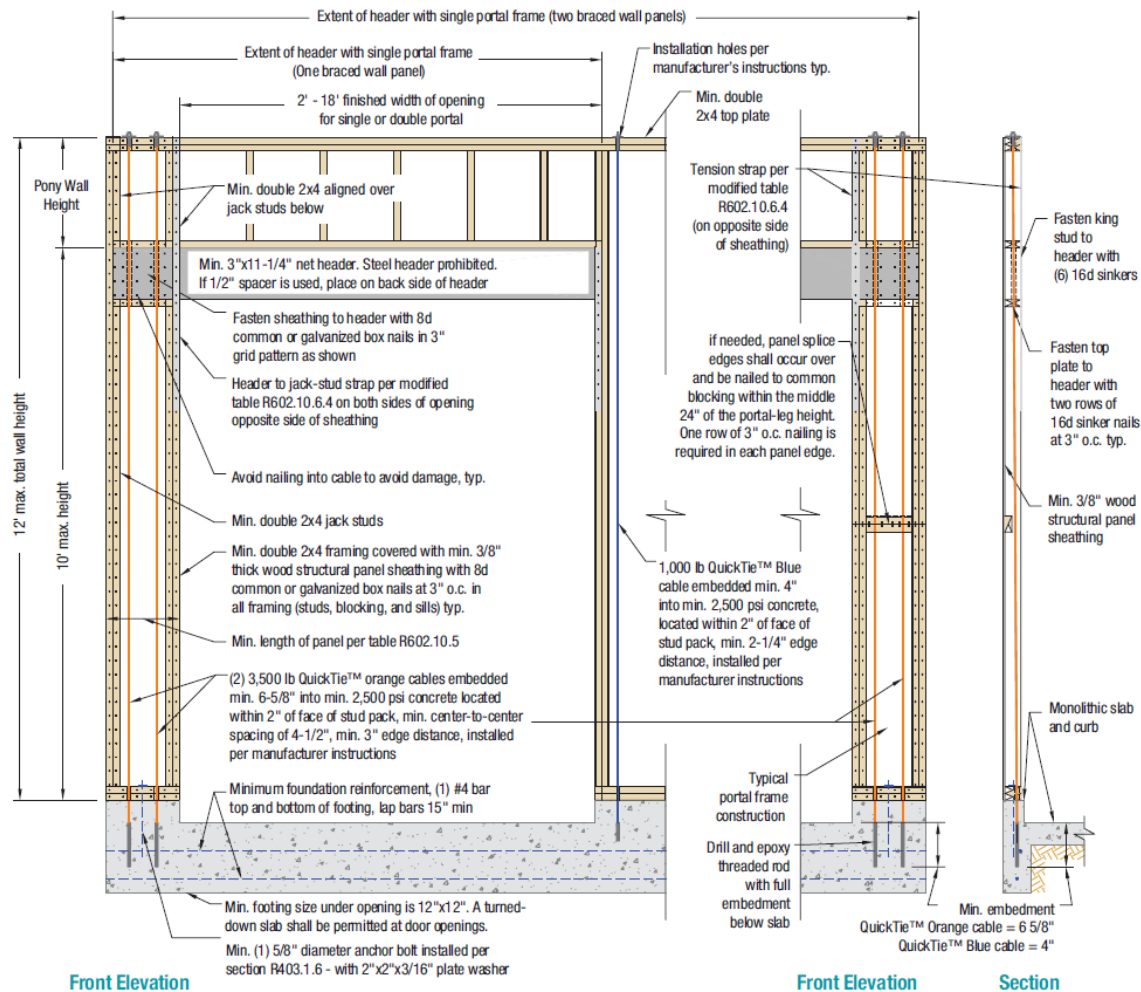 Extent of header with single portal frame (two braced wall panels)
Extent of header with single portal frame
(One braced wall panel)
2' - 18' finished width of opening
for single or double portal
Installation holes per
manufacturer's instructions typ.
Min. double
2x4 top plate
Pony Wall
Height
Min. double 2x4 aligned over
jack studs below
Tension strap per
modified table
R602.10.6.4
(on opposite side
of sheathing)
Fasten king
stud to
header with
(6) 16d sinkers
Min. 3"x11-1/4" net header. Steel header prohibited.
If 1/2" spacer is used, place on back side of header
Fasten sheathing to header with 8d
common or galvanized box nails in 3"
grid pattern as shown
if needed, panel splice
edges shall occur over
and be nailed to common
blocking within the middle
24" of the portal-leg height.
One row of 3" o.c. nailing is
required in each panel edge.
Fasten top
plate to
header with
two rows of
16d sinker nails
at 3" o.c. typ.
Header to jack-stud strap per modified
table R602.10.6.4 on both sides of opening
opposite side of sheathing
12' max. total wall height
10' max. height
Avoid nailing into cable to avoid damage, typ.
Min. double 2x4 jack studs
Min. 3/8" wood
structural panel
sheathing
Min. double 2x4 framing covered with min. 3/8"
thick wood structural panel sheathing with 8d
common or galvanized box nails at 3" o.c. in
all framing (studs, blocking, and sills) typ.
1,000 lb QuickTie™ Blue
cable embedded min. 4"
into min. 2,500 psi concrete,
located within 2" of face of
stud pack, min. 2-1/4" edge
distance, installed per
manufacturer instructions
Min. length of panel per table R602.10.5
(2) 3,500 lb QuickTie™ orange cables embedded
min. 6-5/8" into min. 2,500 psi concrete located
within 2" of face of stud pack, min. center-to-center
spacing of 4-1/2", min. 3" edge distance, installed
per manufacturer instructions
Monolithic slab
and curb
Minimum foundation reinforcement, (1) #4 bar
top and bottom of footing, lap bars 15" min
Typical
portal frame
construction
Drill and epoxy
threaded rod
with full
embedment
below slab
Min. footing size under opening is 12"x12". A turned-
down slab shall be permitted at door openings.
Min. embedment
QuickTie™ Orange cable = 6 5/8"
QuickTie™ Blue cable = 4"
Min. (1) 5/8" diameter anchor bolt installed per
section R403.1.6 - with 2"x2"x3/16" plate washer
Front Elevation
Front Elevation
Section